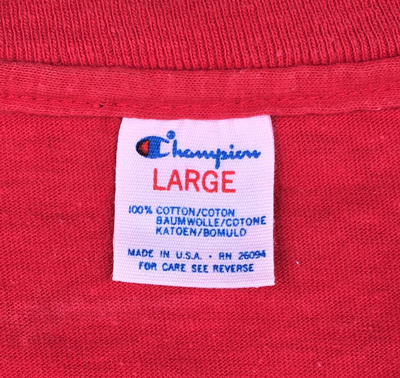 Champion
LARGE
100% COTTON/COTON
BAUMWOLLE/COTONE
KATOEN/BOMULD
MADE IN U.S.A. · RN 26094
FOR CARE SEE REVERSE